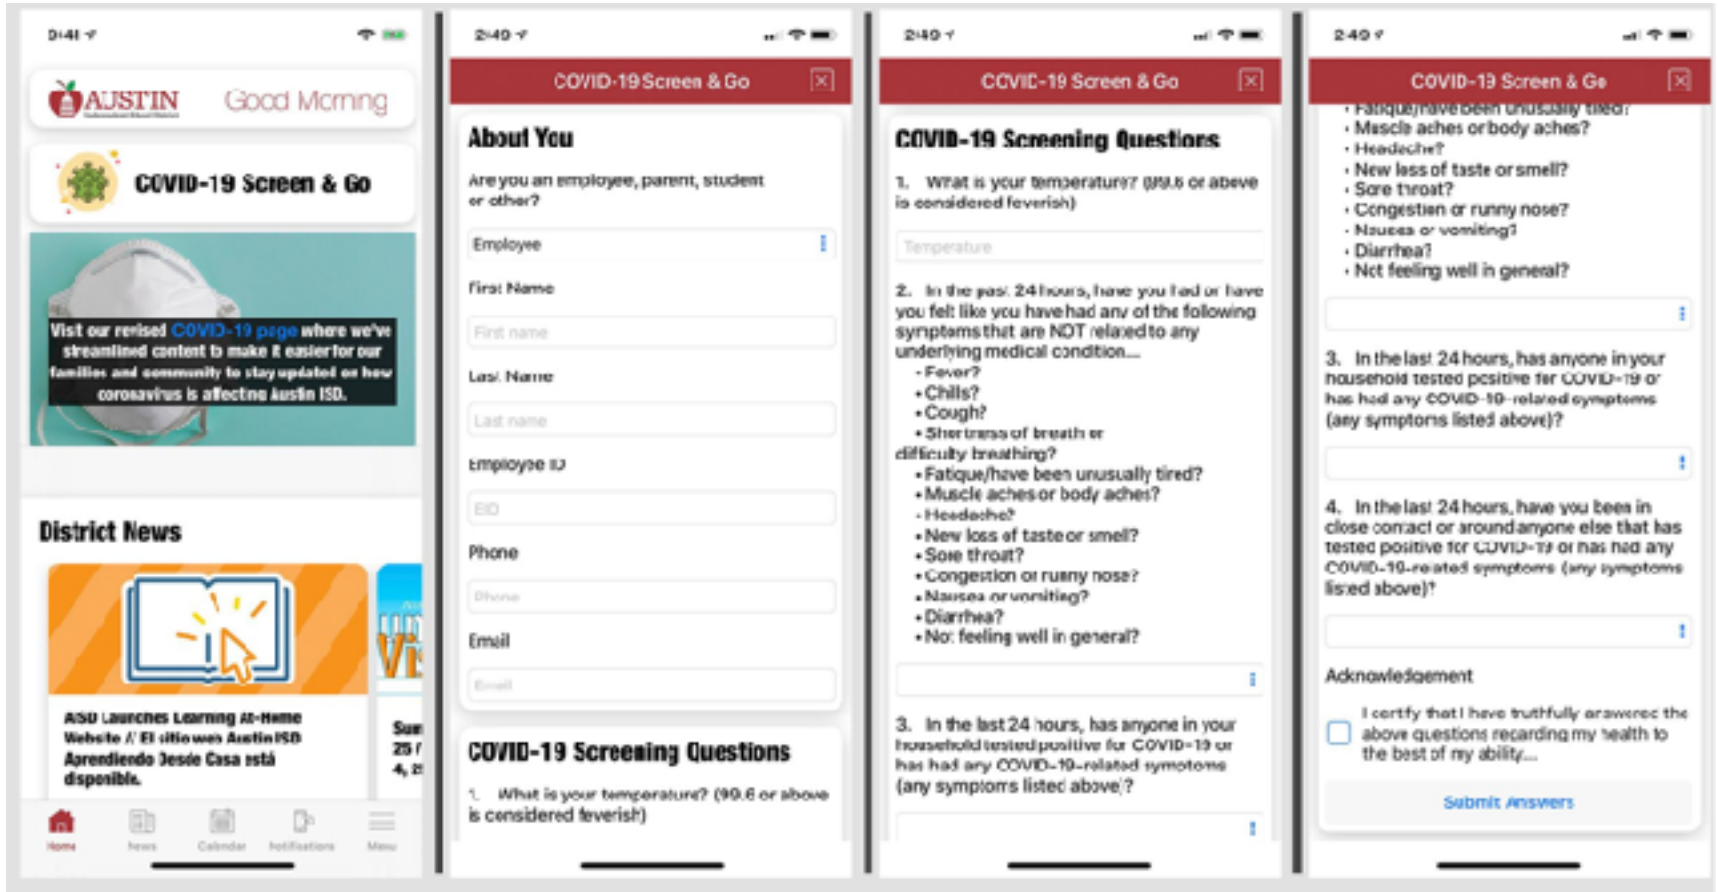 9:41
AUSTIN
Good Morning
COVID-19 Screen & Go
Visit our revised COVID-19 page where we've
streamlined content to make it easier for our
families and community to stay updated on how
coronavirus is affecting Austin ISD.
District News
AISD Launches Learning At-Home
Website // El sitio web Austin ISD
Aprendiendo Desde Casa está
disponible.
Home
News
Calendar
Notifications
Menu
2:49
COVID-19 Screen & Go
About You
Are you an employee, parent, student
or other?
Employee
First Name
First name
Last Name
Last name
Employee ID
EID
Phone
Phone
Email
Email
COVID-19 Screening Questions
1. What is your temperature? (99.6 or above
is considered feverish)
2:49
COVID-19 Screen & Go
COVID-19 Screening Questions
1. What is your temperature? (99.6 or above
is considered feverish)
Temperature
2. In the past 24 hours, have you had or have
you felt like you have had any of the following
symptoms that are NOT related to any
underlying medical condition...
• Fever?
• Chills?
• Cough?
• Shortness of breath or
difficulty breathing?
• Fatigue/have been unusually tired?
• Muscle aches or body aches?
• Headache?
• New loss of taste or smell?
• Sore throat?
• Congestion or runny nose?
• Nausea or vomiting?
• Diarrhea?
• Not feeling well in general?
3. In the last 24 hours, has anyone in your
household tested positive for COVID-19 or
has had any COVID-19-related symptoms
(any symptoms listed above)?
2:49
COVID-19 Screen & Go
• Fatigue/have been unusually tired?
• Muscle aches or body aches?
• Headache?
• New loss of taste or smell?
• Sore throat?
• Congestion or runny nose?
• Nausea or vomiting?
• Diarrhea?
• Not feeling well in general?
3. In the last 24 hours, has anyone in your
household tested positive for COVID-19 or
has had any COVID-19-related symptoms
(any symptoms listed above)?
4. In the last 24 hours, have you been in
close contact or around anyone else that has
tested positive for COVID-19 or has had any
COVID-19-related symptoms (any symptoms
listed above)?
Acknowledgement
I certify that I have truthfully answered the
above questions regarding my health to
the best of my ability...
Submit Answers